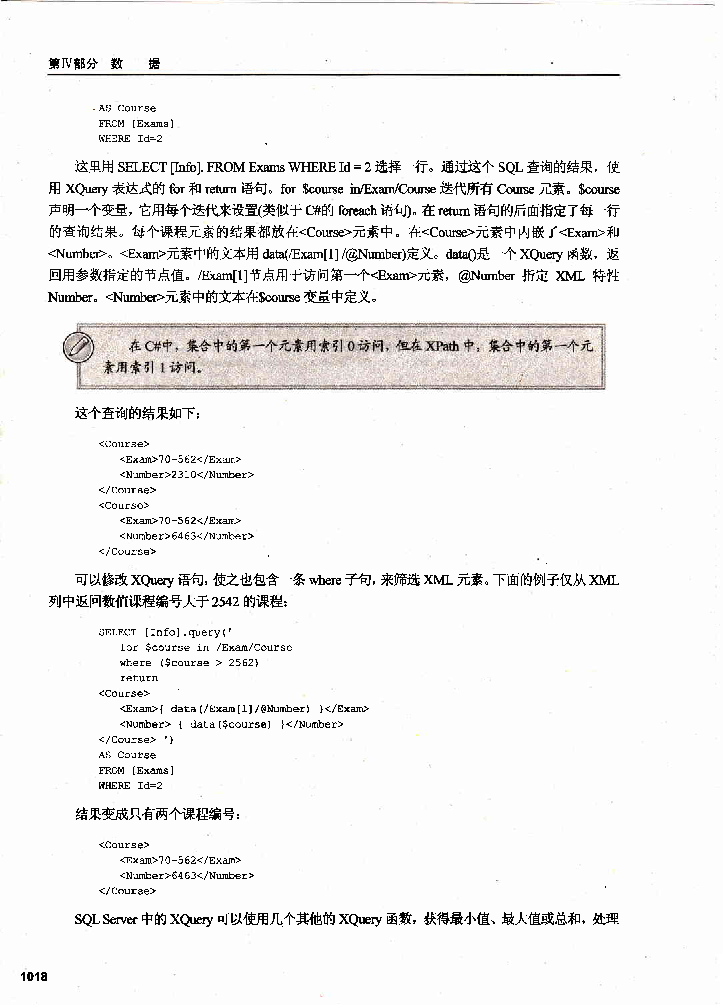 第Ⅳ部分 数 据
AS Course
FROM [Exams]
WHERE Id=2
这里用 SELECT [Info]. FROM Exams WHERE Id = 2 选择一行。通过这个 SQL 查询的结果，使
用 XQuery 表达式的 for 和 return 语句。for $course in/Exam/Course 迭代所有 Course 元素。$course
声明一个变量，它用每个迭代来设置(类似于 C#的 foreach 语句)。在 return 语句的后面指定了每一行
的查询结果。每个课程元素的结果都放在<Course>元素中。在<Course>元素中内嵌了<Exam>和
<Number>。<Exam>元素中的文本用 data(/Exam[1] /@Number)定义。data()是一个 XQuery 函数，返
回用参数指定的节点值。/Exam[1]节点用于访问第一个<Exam>元素，@Number 指定 XML 特性
Number。<Number>元素中的文本在$course 变量中定义。
在 C#中，集合中的第一个元素用索引 0 访问，但在 XPath 中，集合中的第一个元
素用索引 1 访问。
这个查询的结果如下：
<Course>
<Exam>70-562</Exam>
<Number>2310</Number>
</Course>
<Course>
<Exam>70-562</Exam>
<Number>6463</Number>
</Course>
可以修改 XQuery 语句，使之也包含一条 where 子句，来筛选 XML 元素。下面的例子仅从 XML
列中返回数值课程编号大于 2542 的课程：
SELECT [Info].query('
for $course in /Exam/Course
where ($course > 2562)
return
<Course>
<Exam>{ data(/Exam[1]/@Number) }</Exam>
<Number> { data($course) }</Number>
</Course> ')
AS Course
FROM [Exams]
WHERE Id=2
结果变成只有两个课程编号：
<Course>
<Exam>70-562</Exam>
<Number>6463</Number>
</Course>
SQL Server 中的 XQuery 可以使用几个其他的 XQuery 函数，获得最小值、最大值或总和，处理
1018